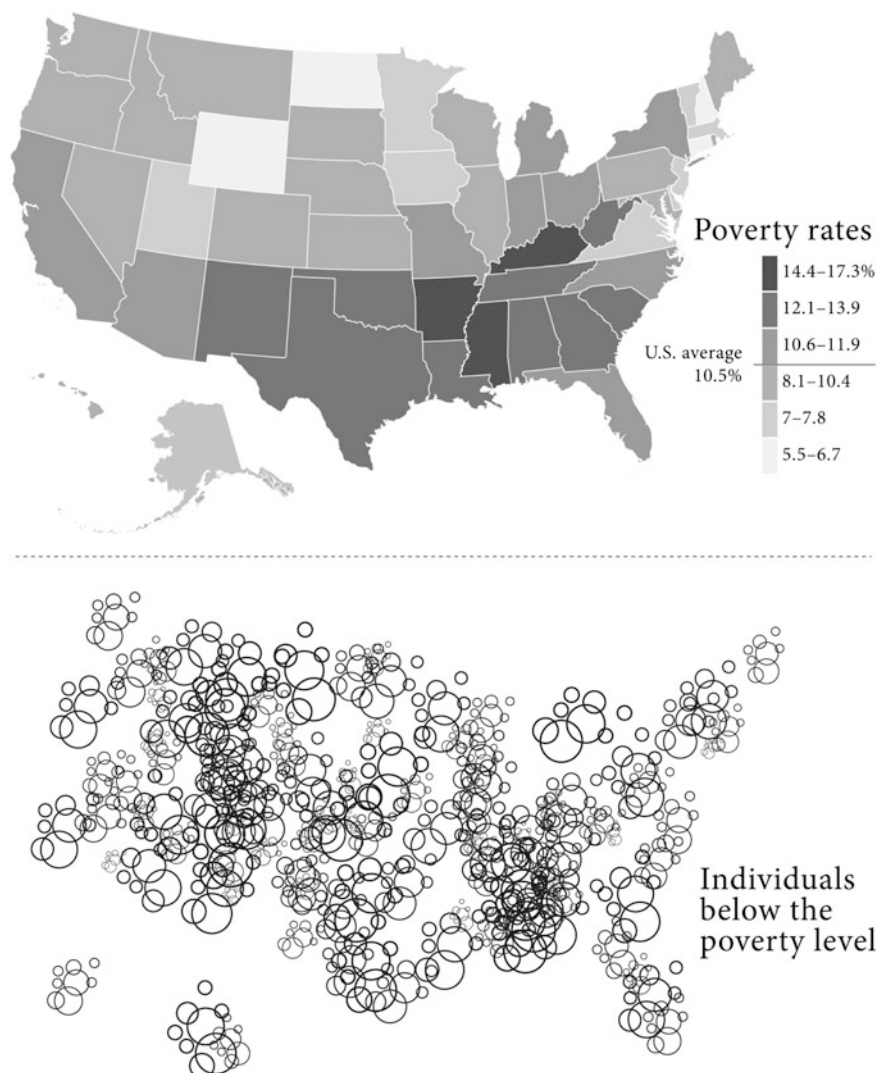 Poverty rates
14.4–17.3%
12.1–13.9
10.6–11.9
U.S. average
10.5%
8.1–10.4
7–7.8
5.5–6.7
Individuals
below the
poverty level